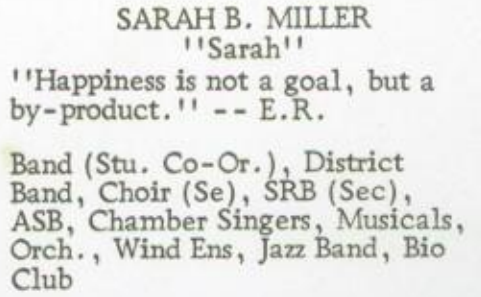 SARAH B. MILLER
''Sarah''
''Happiness is not a goal, but a
by-product.'' -- E.R.
Band (Stu. Co-Or.), District
Band, Choir (Se), SRB (Sec),
ASB, Chamber Singers, Musicals,
Orch., Wind Ens, Jazz Band, Bio
Club